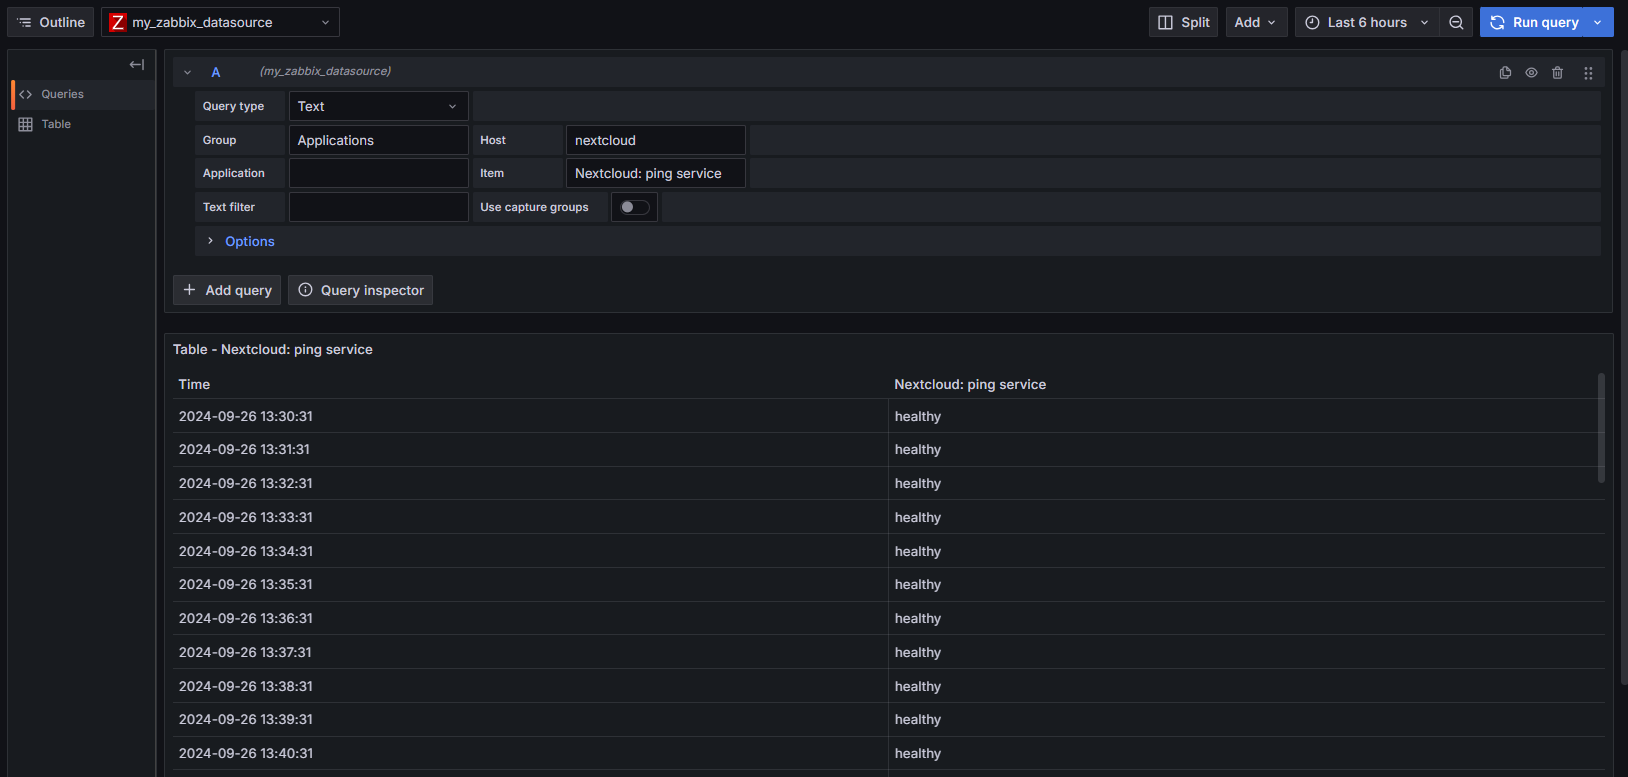 Outline
Z my_zabbix_datasource
Split
Add
Last 6 hours
Run query
A (my_zabbix_datasource)
Queries
Table
Query type Text
Group Applications Host nextcloud
Application Item Nextcloud: ping service
Text filter Use capture groups
Options
Add query Query inspector
Table - Nextcloud: ping service
Time Nextcloud: ping service
2024-09-26 13:30:31 healthy
2024-09-26 13:31:31 healthy
2024-09-26 13:32:31 healthy
2024-09-26 13:33:31 healthy
2024-09-26 13:34:31 healthy
2024-09-26 13:35:31 healthy
2024-09-26 13:36:31 healthy
2024-09-26 13:37:31 healthy
2024-09-26 13:38:31 healthy
2024-09-26 13:39:31 healthy
2024-09-26 13:40:31 healthy